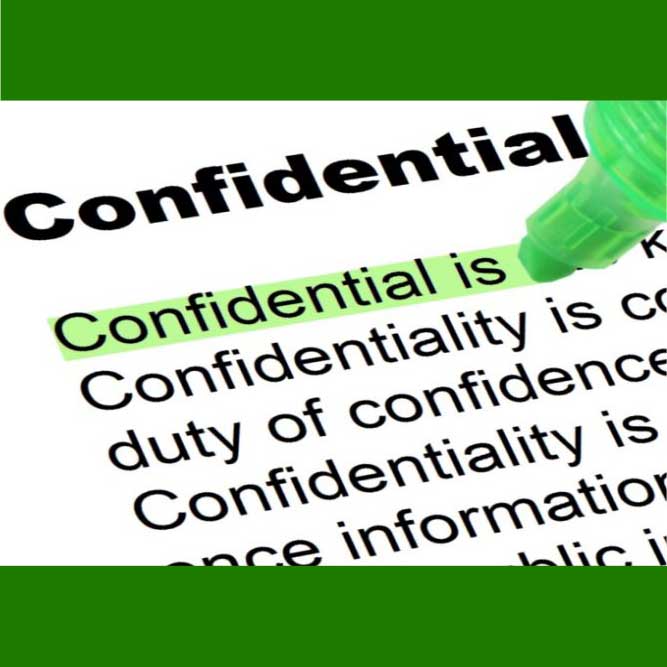 Confidential
Confidential is
Confidentiality is
duty of confidence
Confidentiality is
information